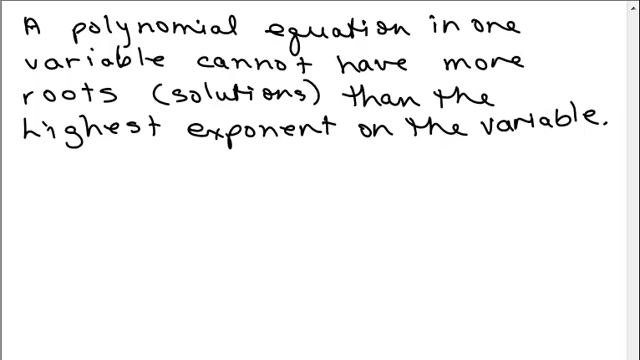 A polynomial equation in one
variable cannot have more
roots (solutions) than the
highest exponent on the variable.